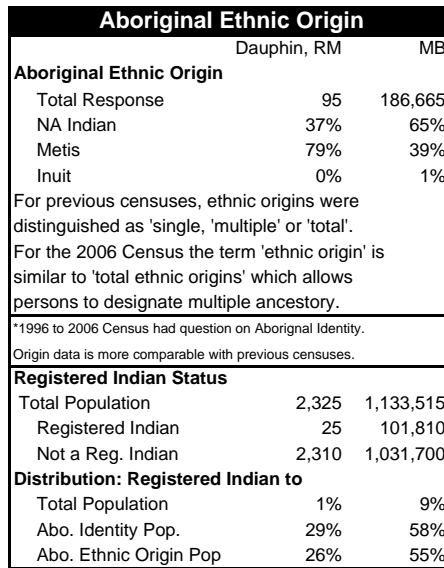 Aboriginal Ethnic Origin
Dauphin, RM MB
Aboriginal Ethnic Origin
Total Response 95 186,665
NA Indian 37% 65%
Metis 79% 39%
Inuit 0% 1%
For previous censuses, ethnic origins were
distinguished as 'single, 'multiple' or 'total'.
For the 2006 Census the term 'ethnic origin' is
similar to 'total ethnic origins' which allows
persons to designate multiple ancestory.
*1996 to 2006 Census had question on Aborignal Identity.
Origin data is more comparable with previous censuses.
Registered Indian Status
Total Population 2,325 1,133,515
Registered Indian 25 101,810
Not a Reg. Indian 2,310 1,031,700
Distribution: Registered Indian to
Total Population 1% 9%
Abo. Identity Pop. 29% 58%
Abo. Ethnic Origin Pop 26% 55%